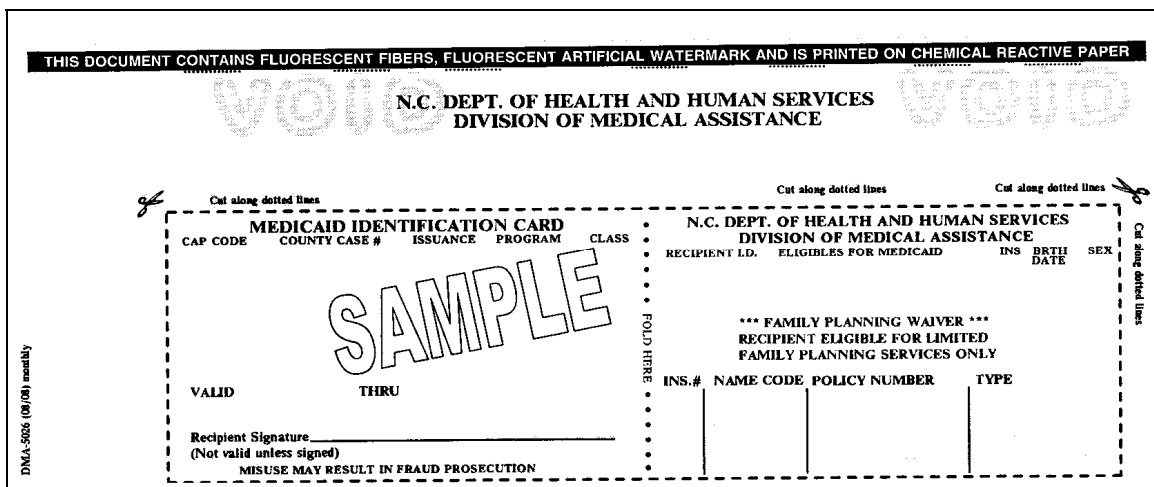 THIS DOCUMENT CONTAINS FLUORESCENT FIBERS, FLUORESCENT ARTIFICIAL WATERMARK AND IS PRINTED ON CHEMICAL REACTIVE PAPER
VOID VOID
N.C. DEPT. OF HEALTH AND HUMAN SERVICES
DIVISION OF MEDICAL ASSISTANCE
Cut along dotted lines
Cut along dotted lines
Cut along dotted lines
Cut along dotted lines
MEDICAID IDENTIFICATION CARD
CAP CODE COUNTY CASE # ISSUANCE PROGRAM CLASS
SAMPLE
VALID THRU
Recipient Signature
(Not valid unless signed)
MISUSE MAY RESULT IN FRAUD PROSECUTION
FOLD HERE
N.C. DEPT. OF HEALTH AND HUMAN SERVICES
DIVISION OF MEDICAL ASSISTANCE
RECIPIENT I.D. ELIGIBLES FOR MEDICAID INS BRTH SEX
DATE
*** FAMILY PLANNING WAIVER ***
RECIPIENT ELIGIBLE FOR LIMITED
FAMILY PLANNING SERVICES ONLY
INS.# NAME CODE POLICY NUMBER TYPE
DMA-5026 (08/08) monthly